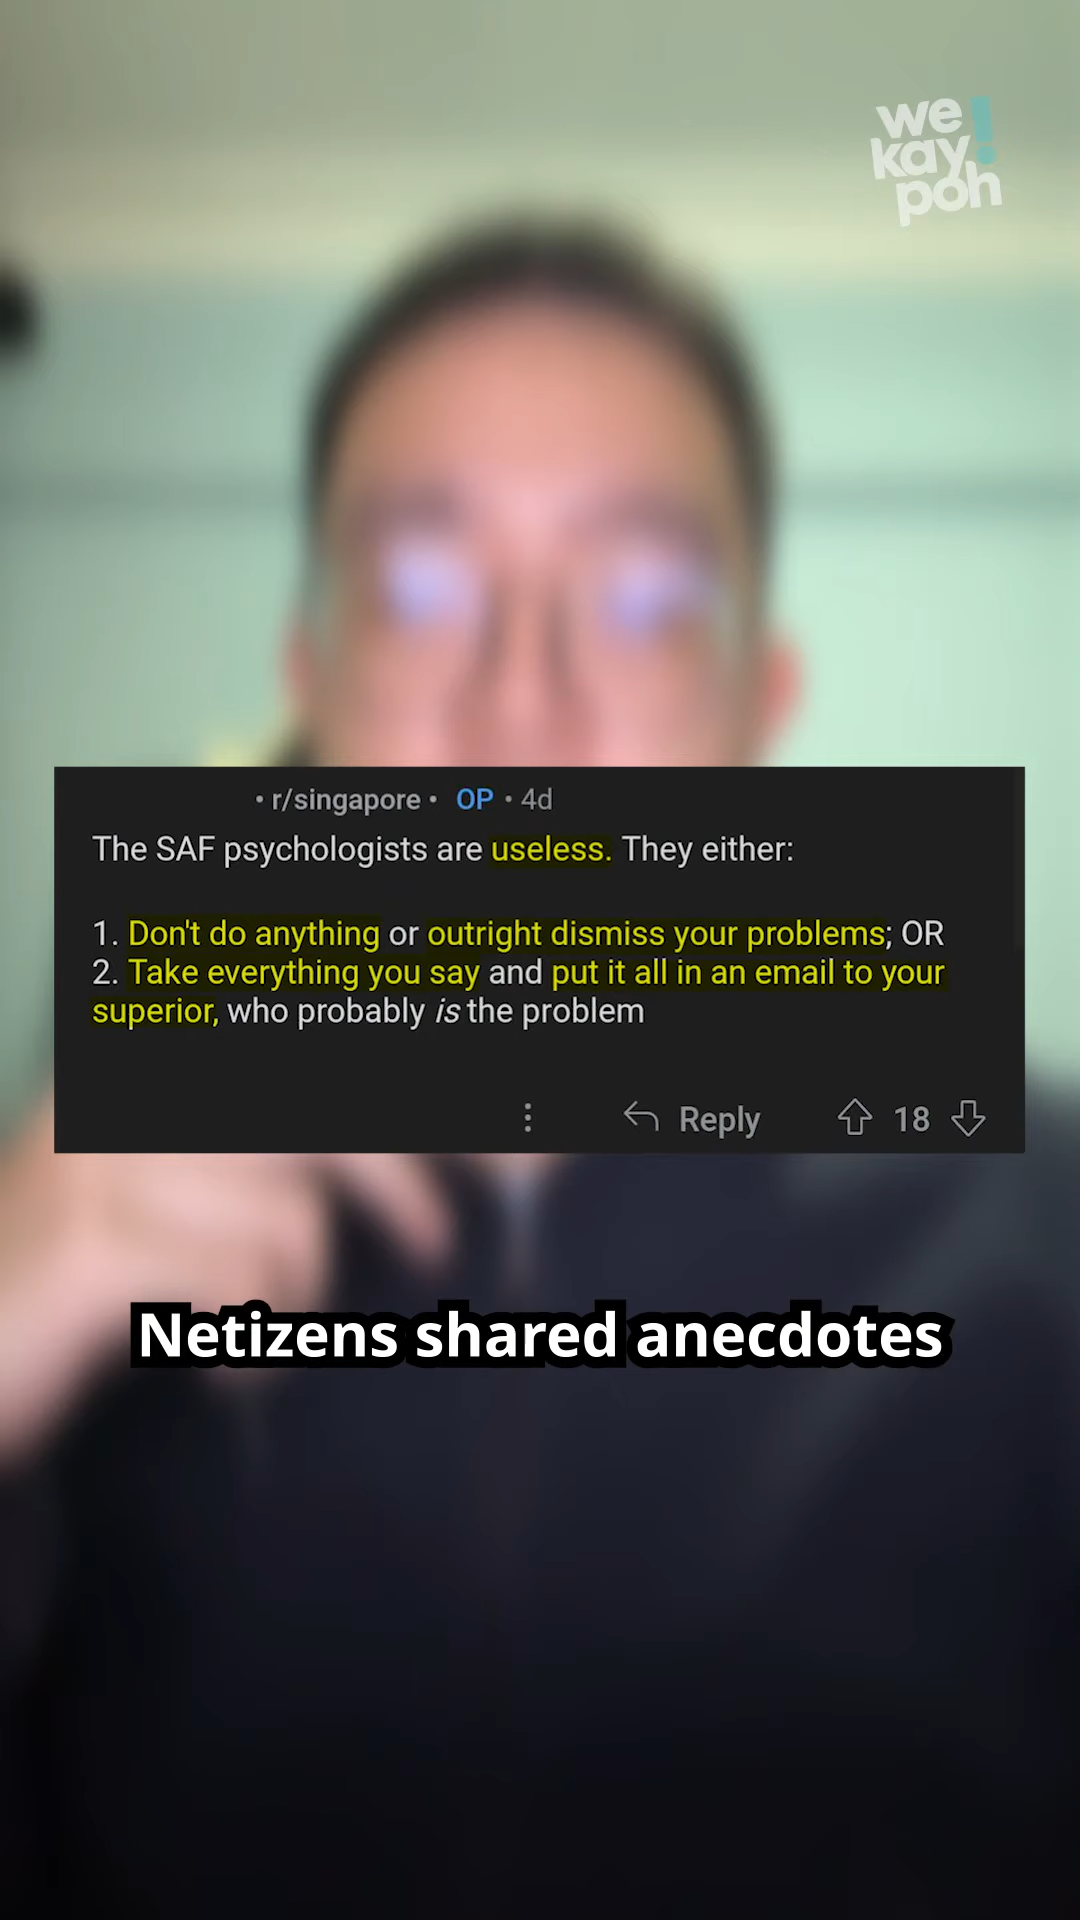 we!
kay
poh
• r/singapore • OP • 4d
The SAF psychologists are useless. They either:
1. Don't do anything or outright dismiss your problems; OR
2. Take everything you say and put it all in an email to your
superior, who probably is the problem
Reply 18
Netizens shared anecdotes